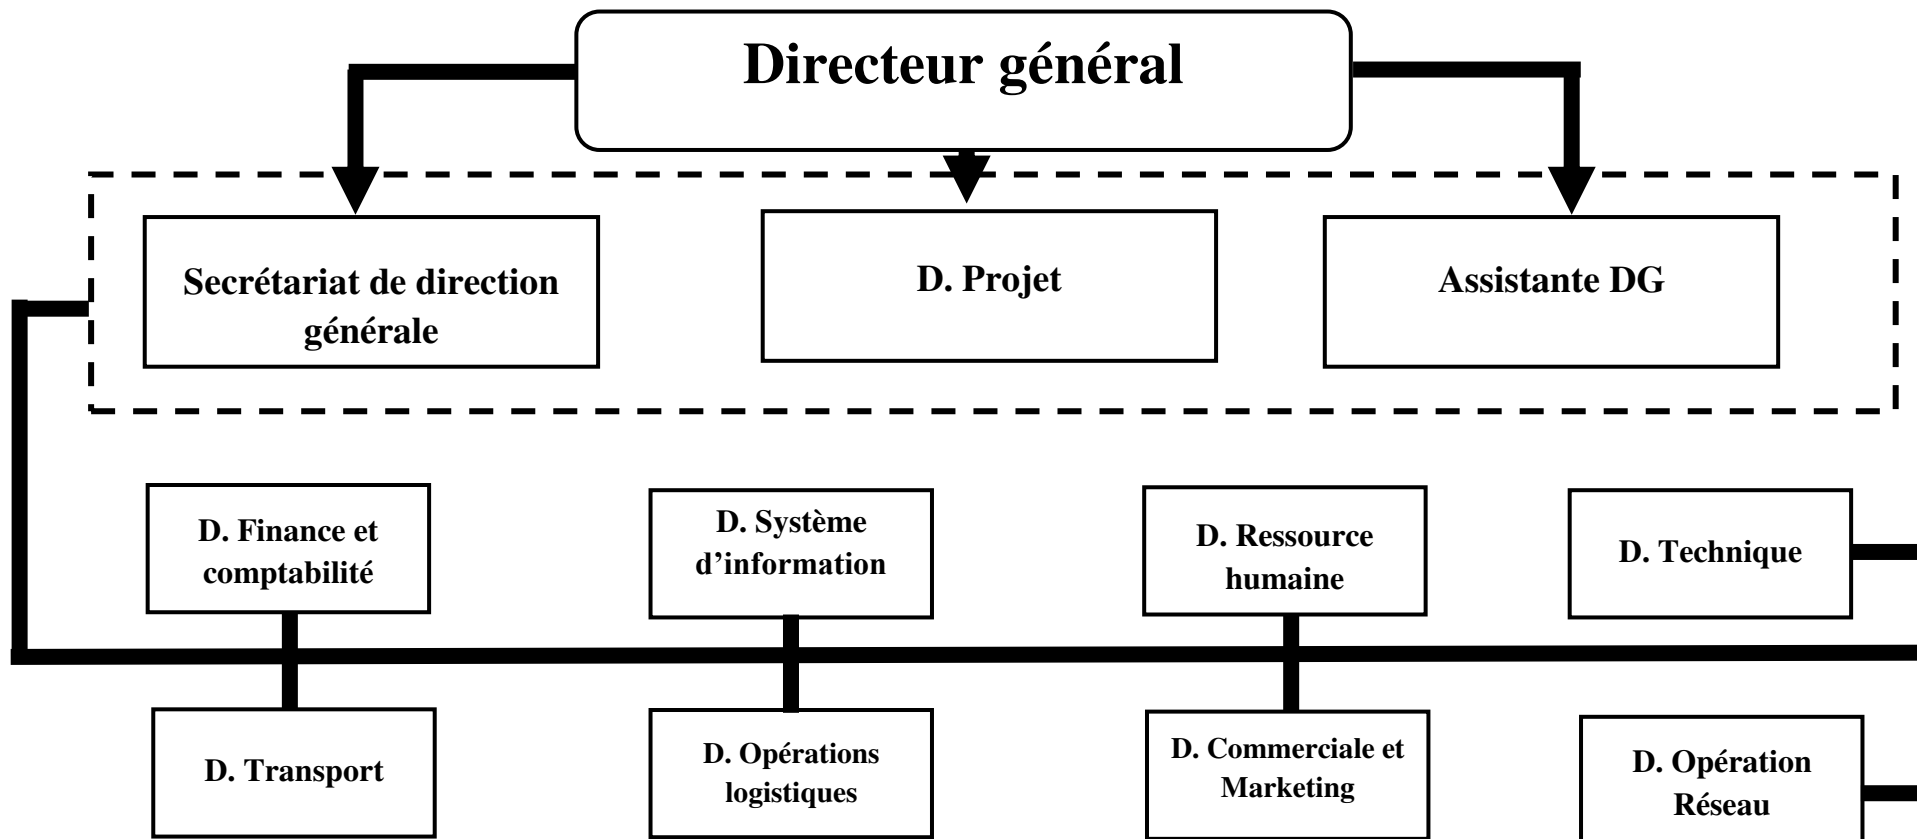 Directeur général
Secrétariat de direction
générale
D. Projet
Assistante DG
D. Finance et
comptabilité
D. Système
d’information
D. Ressource
humaine
D. Technique
D. Transport
D. Opérations
logistiques
D. Commerciale et
Marketing
D. Opération
Réseau